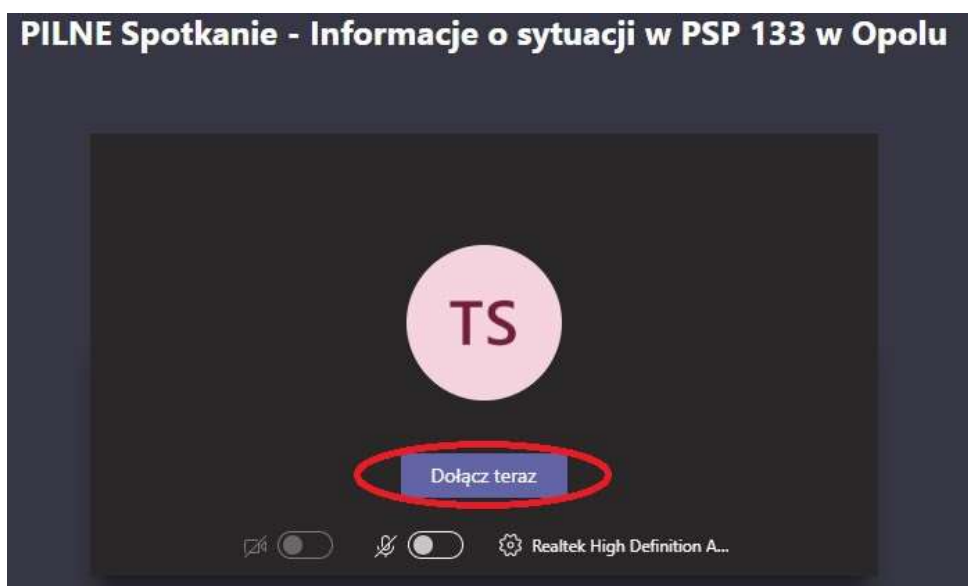 PILNE Spotkanie - Informacje o sytuacji w PSP 133 w Opolu
TS
Dołącz teraz
Realtek High Definition A...